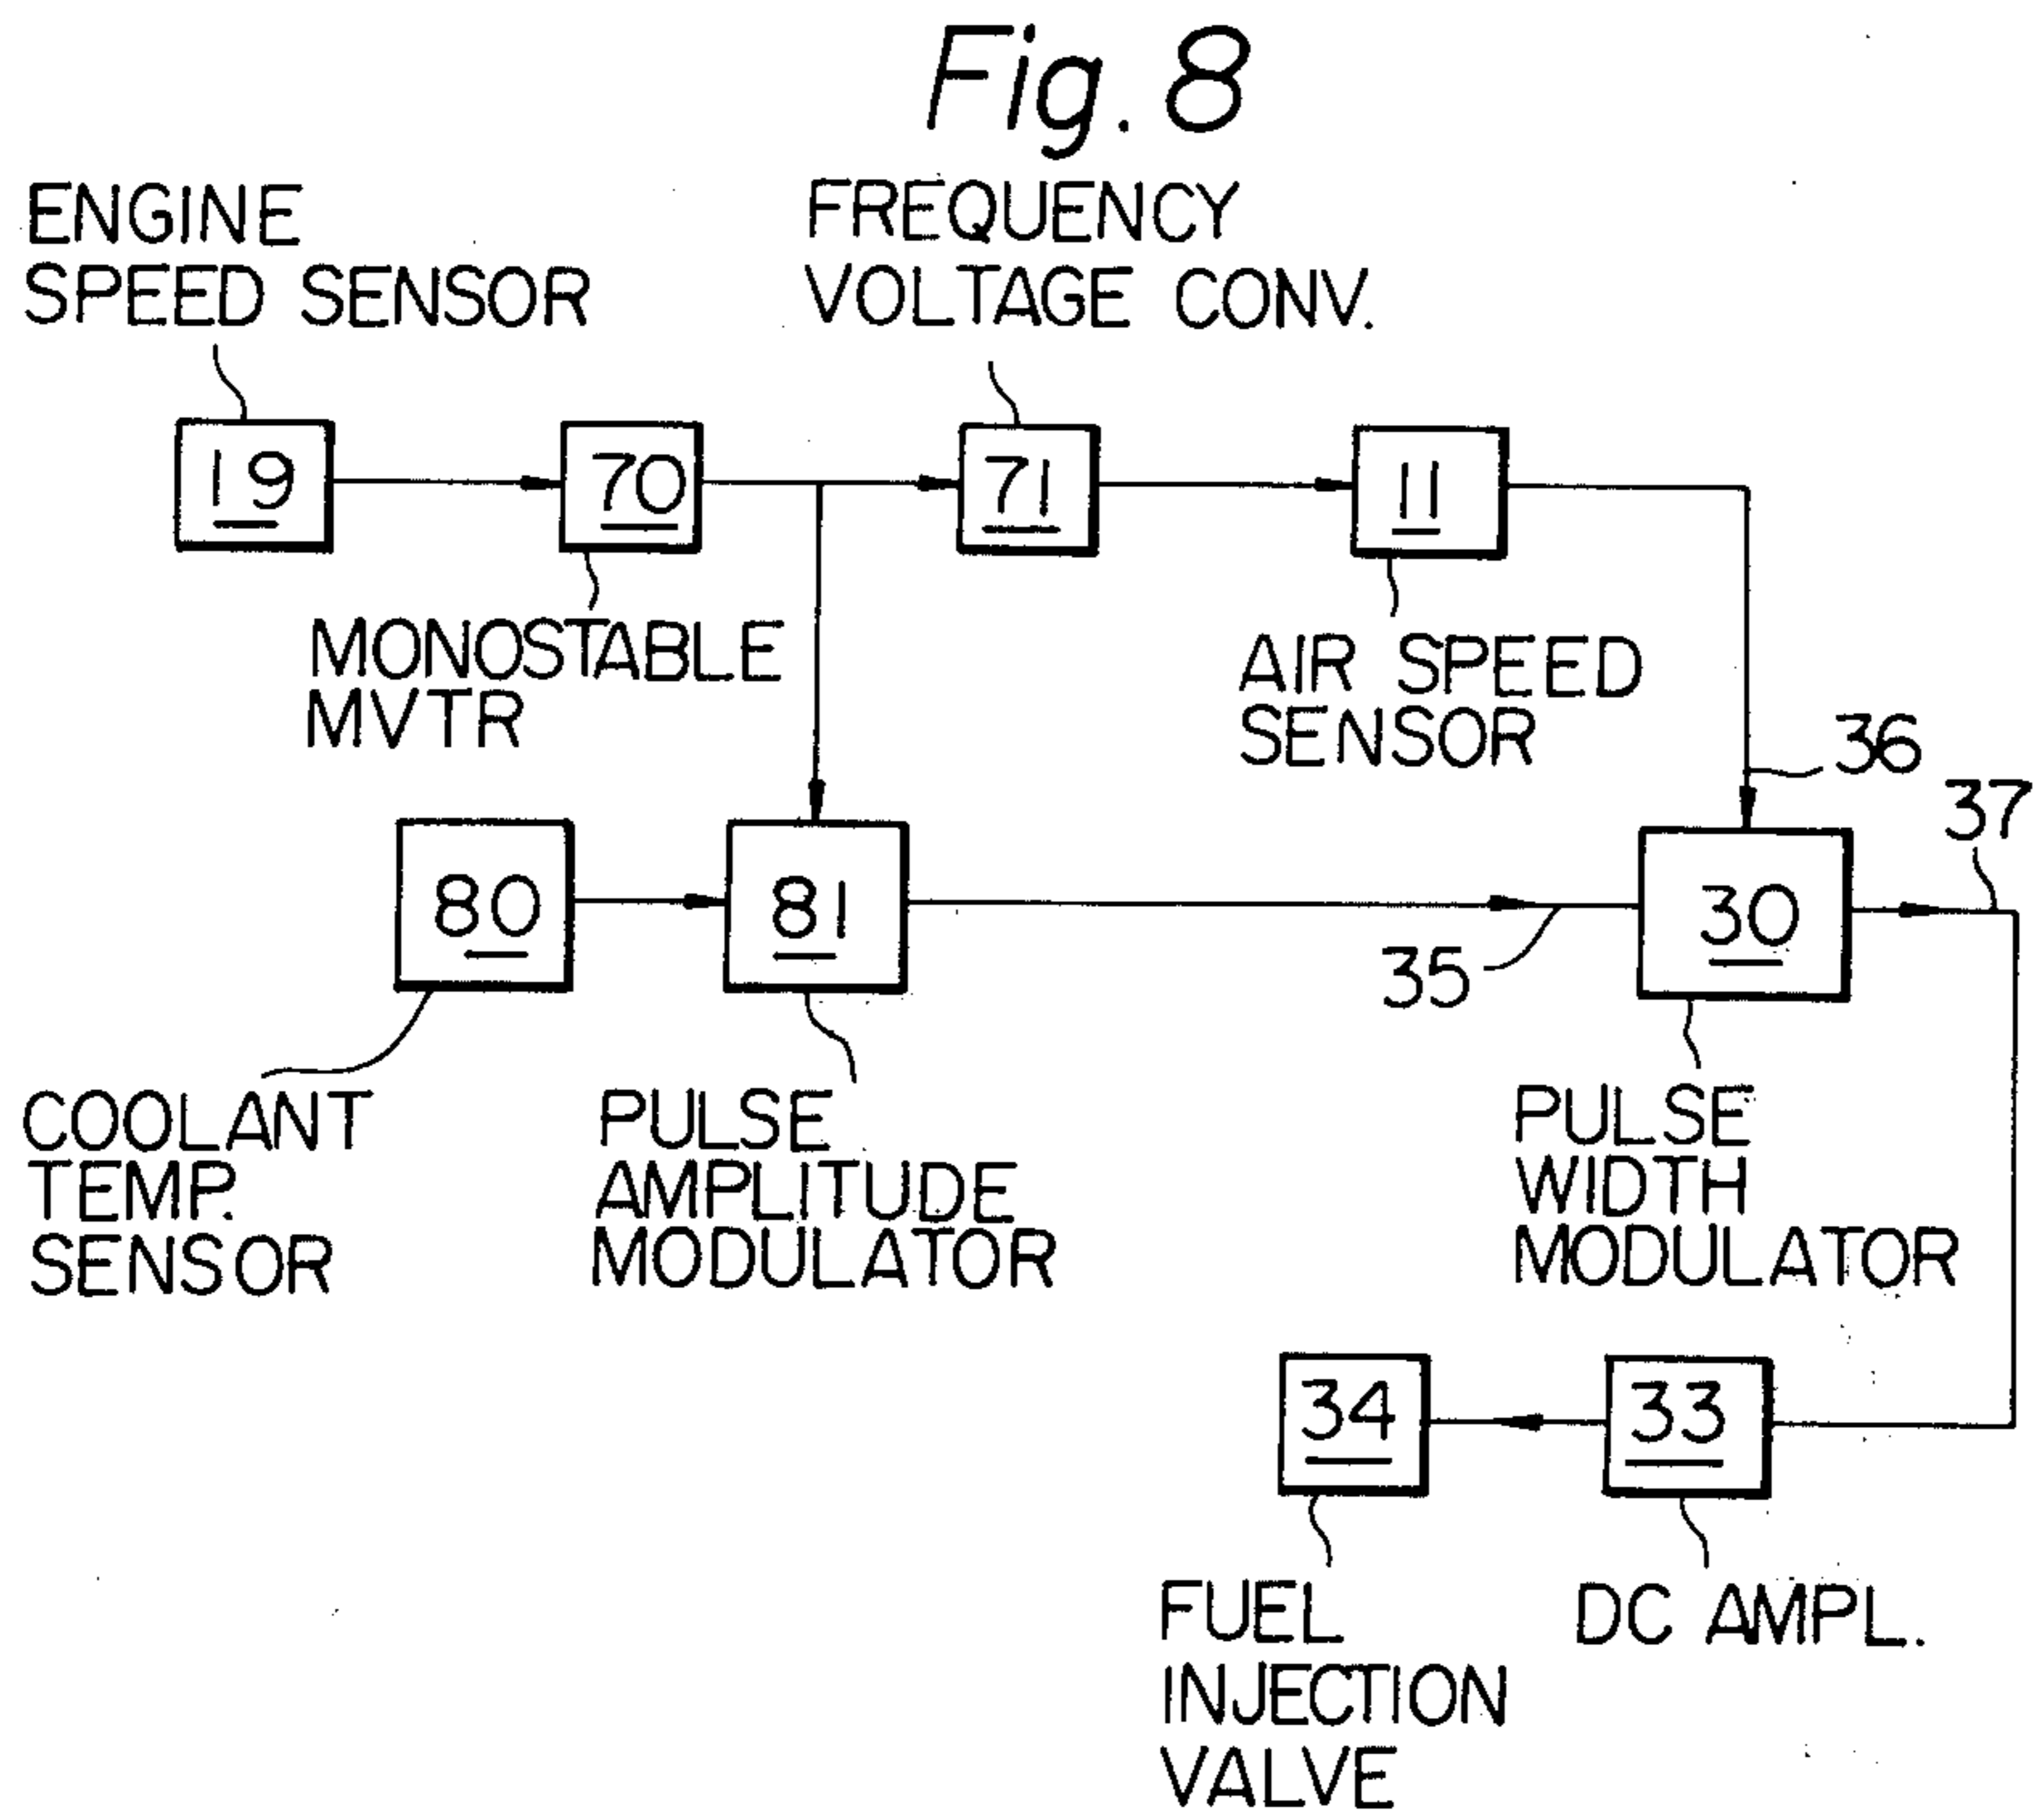 Fig. 8
ENGINE
SPEED SENSOR
FREQUENCY
VOLTAGE CONV.
19
70
71
11
MONOSTABLE
MVTR
AIR SPEED
SENSOR
36
37
80
81
30
35
COOLANT
TEMP.
SENSOR
PULSE
AMPLITUDE
MODULATOR
PULSE
WIDTH
MODULATOR
34
33
FUEL
INJECTION
VALVE
DC AMPL.